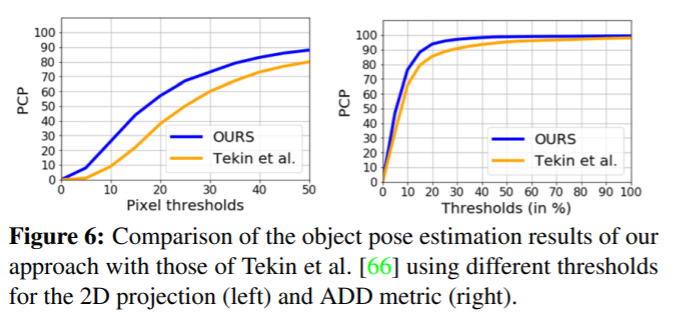 100
90
80
70
60
50
40
30
20
10
0
PCP
0 10 20 30 40 50
Pixel thresholds
OURS
Tekin et al.
100
90
80
70
60
50
40
30
20
10
0
PCP
0 10 20 30 40 50 60 70 80 90 100
Thresholds (in %)
OURS
Tekin et al.
Figure 6: Comparison of the object pose estimation results of our
approach with those of Tekin et al. [66] using different thresholds
for the 2D projection (left) and ADD metric (right).